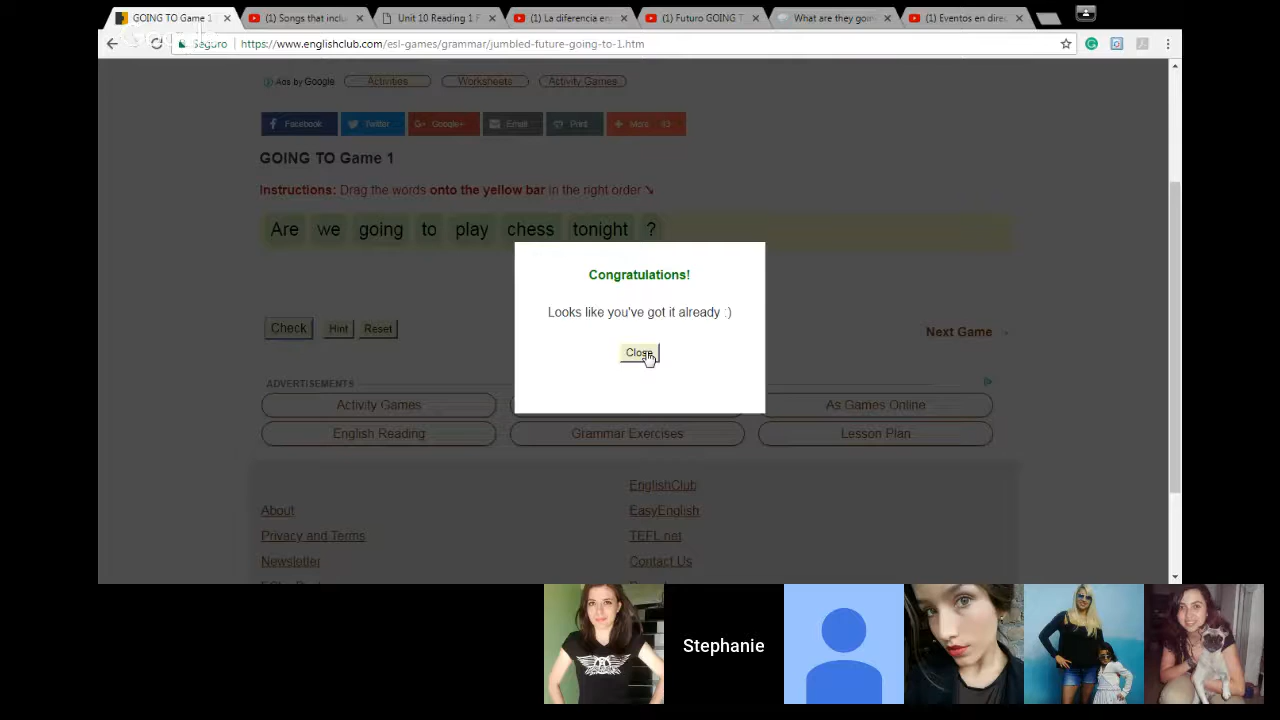 GOING TO Game 1
(1) Songs that inclu
Unit 10 Reading 1 F
(1) La diferencia en
(1) Futuro GOING T
What are they goin
(1) Eventos en direc
Seguro
https://www.englishclub.com/esl-games/grammar/jumbled-future-going-to-1.htm
Ads by Google
Activities
Worksheets
Activity Games
Facebook
Twitter
Google+
Email
Print
More
GOING TO Game 1
Instructions: Drag the words onto the yellow bar in the right order
Are we going to play chess tonight ?
Congratulations!
Looks like you've got it already :)
Close
Check
Hint
Reset
Next Game
ADVERTISEMENTS
Activity Games
As Games Online
English Reading
Grammar Exercises
Lesson Plan
EnglishClub
About
EasyEnglish
Privacy and Terms
TEFL.net
Newsletter
Contact Us
Stephanie